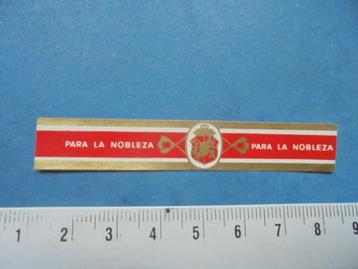 PARA LA NOBLEZA PARA LA NOBLEZA
1 2 3 4 5 6 7 8 9